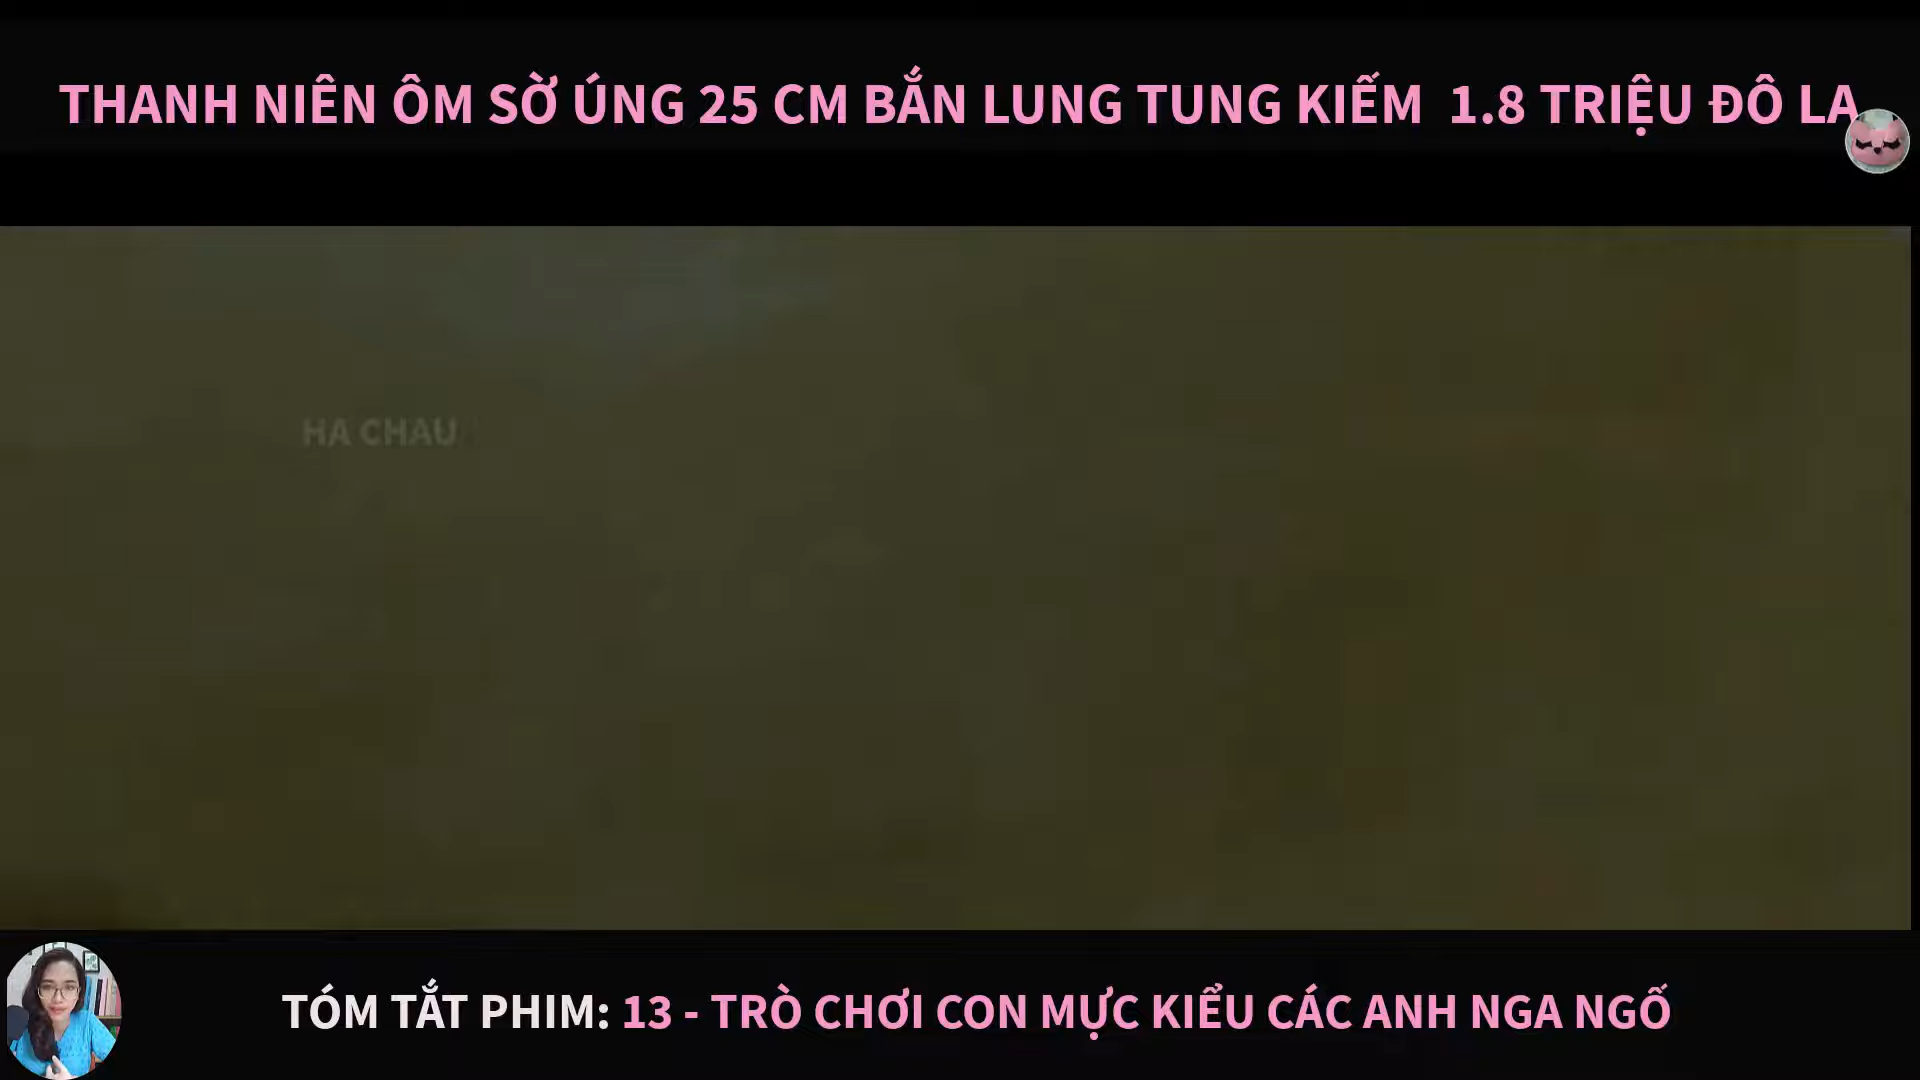 THANH NIÊN ÔM SỜ ÚNG 25 CM BẮN LUNG TUNG KIẾM 1.8 TRIỆU ĐÔ LA
HA CHAU
TÓM TẮT PHIM: 13 - TRÒ CHƠI CON MỰC KIỂU CÁC ANH NGA NGỐ